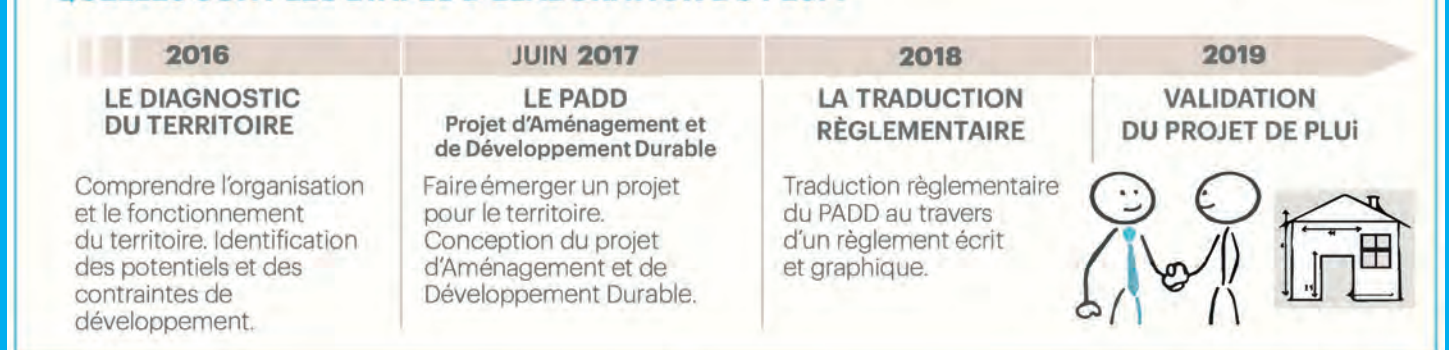 2016
LE DIAGNOSTIC
DU TERRITOIRE
Comprendre l'organisation
et le fonctionnement
du territoire. Identification
des potentiels et des
contraintes de
développement.
JUIN 2017
LE PADD
Projet d'Aménagement et
de Développement Durable
Faire émerger un projet
pour le territoire.
Conception du projet
d'Aménagement et de
Développement Durable.
2018
LA TRADUCTION
RÈGLEMENTAIRE
Traduction règlementaire
du PADD au travers
d'un règlement écrit
et graphique.
2019
VALIDATION
DU PROJET DE PLUi